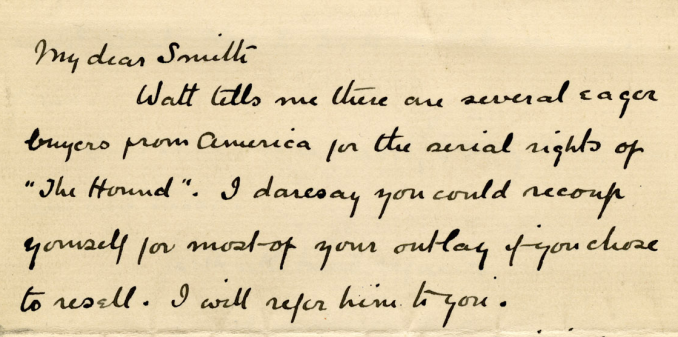 My dear Smith
Watt tells me there are several eager
buyers from America for the serial rights of
"The Hound". I daresay you could recoup
yourself for most of your outlay if you chose
to resell. I will refer him to you.